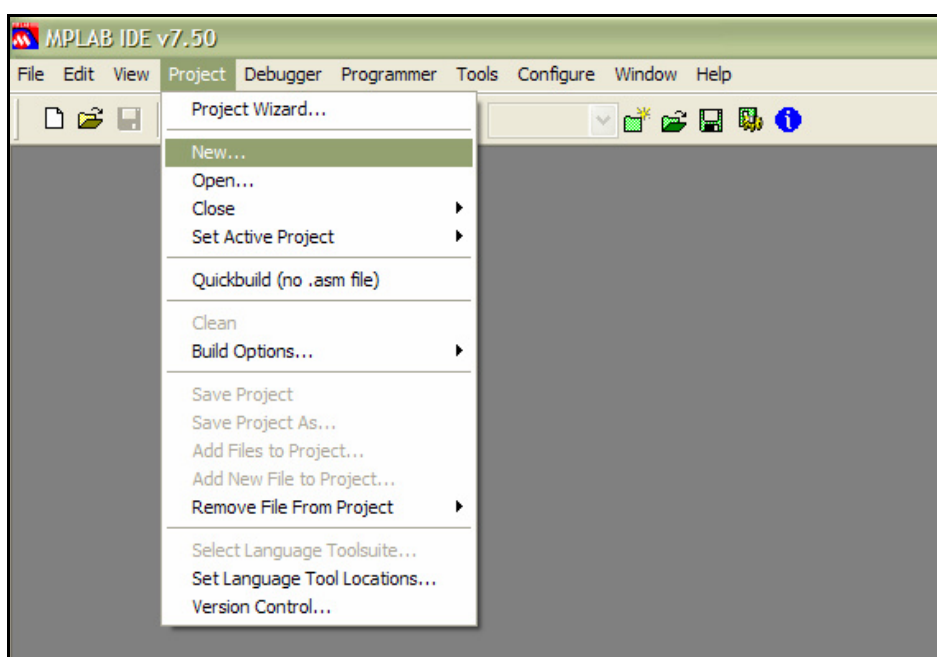 MPLAB IDE v7.50
File Edit View Project Debugger Programmer Tools Configure Window Help
Project Wizard...
New...
Open...
Close
Set Active Project
Quickbuild (no .asm file)
Clean
Build Options...
Save Project
Save Project As...
Add Files to Project...
Add New File to Project...
Remove File From Project
Select Language Toolsuite...
Set Language Tool Locations...
Version Control...